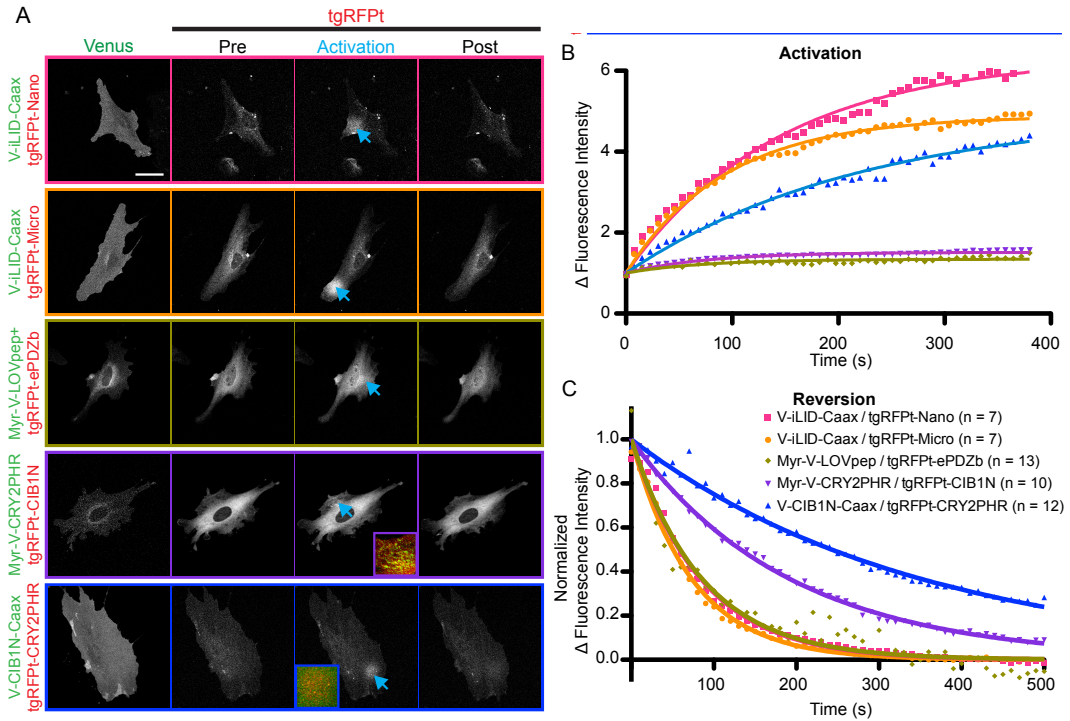 A
tgRFPt
Venus
Pre
Activation
Post
V-iLID-Caax
tgRFPt-Nano
V-iLID-Caax
tgRFPt-Micro
Myr-V-LOVpep+
tgRFPt-ePDZb
Myr-V-CRY2PHR
tgRFPt-CIB1N
V-CIB1N-Caax
tgRFPt-CRY2PHR
B
Activation
Δ Fluorescence Intensity
6
4
2
0
0
100
200
300
400
Time (s)
C
Reversion
V-iLID-Caax / tgRFPt-Nano (n = 7)
V-iLID-Caax / tgRFPt-Micro (n = 7)
Myr-V-LOVpep / tgRFPt-ePDZb (n = 13)
Myr-V-CRY2PHR / tgRFPt-CIB1N (n = 10)
V-CIB1N-Caax / tgRFPt-CRY2PHR (n = 12)
Normalized
Δ Fluorescence Intensity
1.0
0.8
0.6
0.4
0.2
0.0
100
200
300
400
500
Time (s)